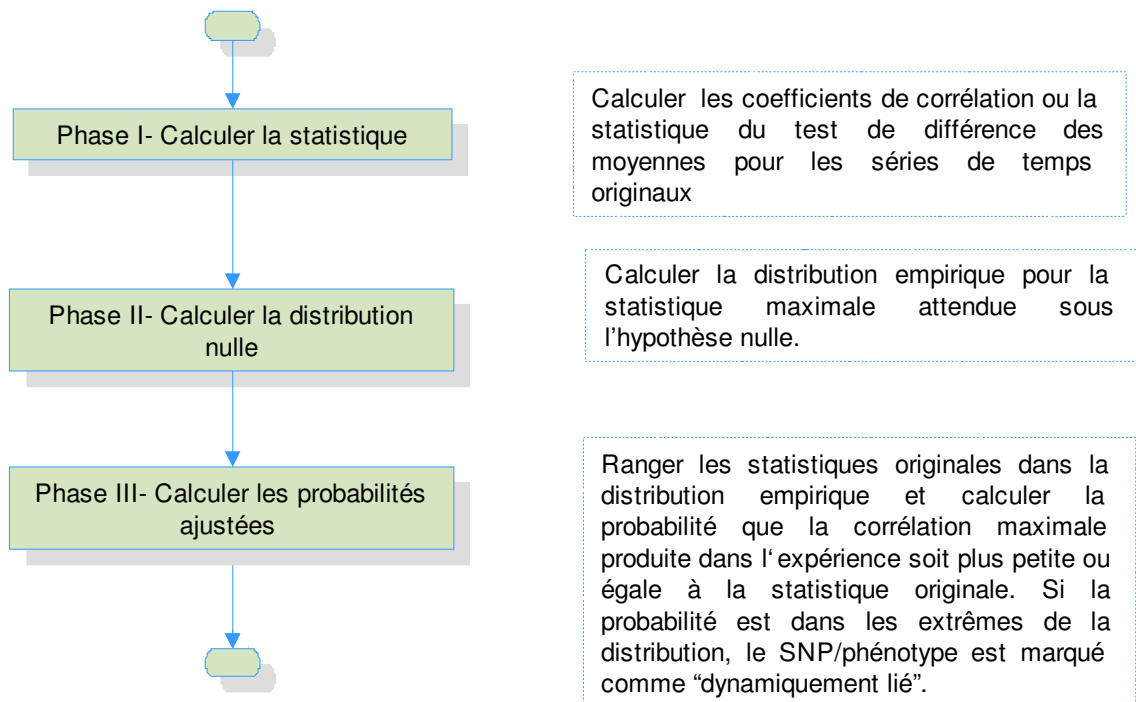 Phase I- Calculer la statistique
Calculer les coefficients de corrélation ou la
statistique du test de différence des
moyennes pour les séries de temps
originaux
Phase II- Calculer la distribution
nulle
Calculer la distribution empirique pour la
statistique maximale attendue sous
l'hypothèse nulle.
Phase III- Calculer les probabilités
ajustées
Ranger les statistiques originales dans la
distribution empirique et calculer la
probabilité que la corrélation maximale
produite dans l‘ expérience soit plus petite ou
égale à la statistique originale. Si la
probabilité est dans les extrêmes de la
distribution, le SNP/phénotype est marqué
comme “dynamiquement lié”.